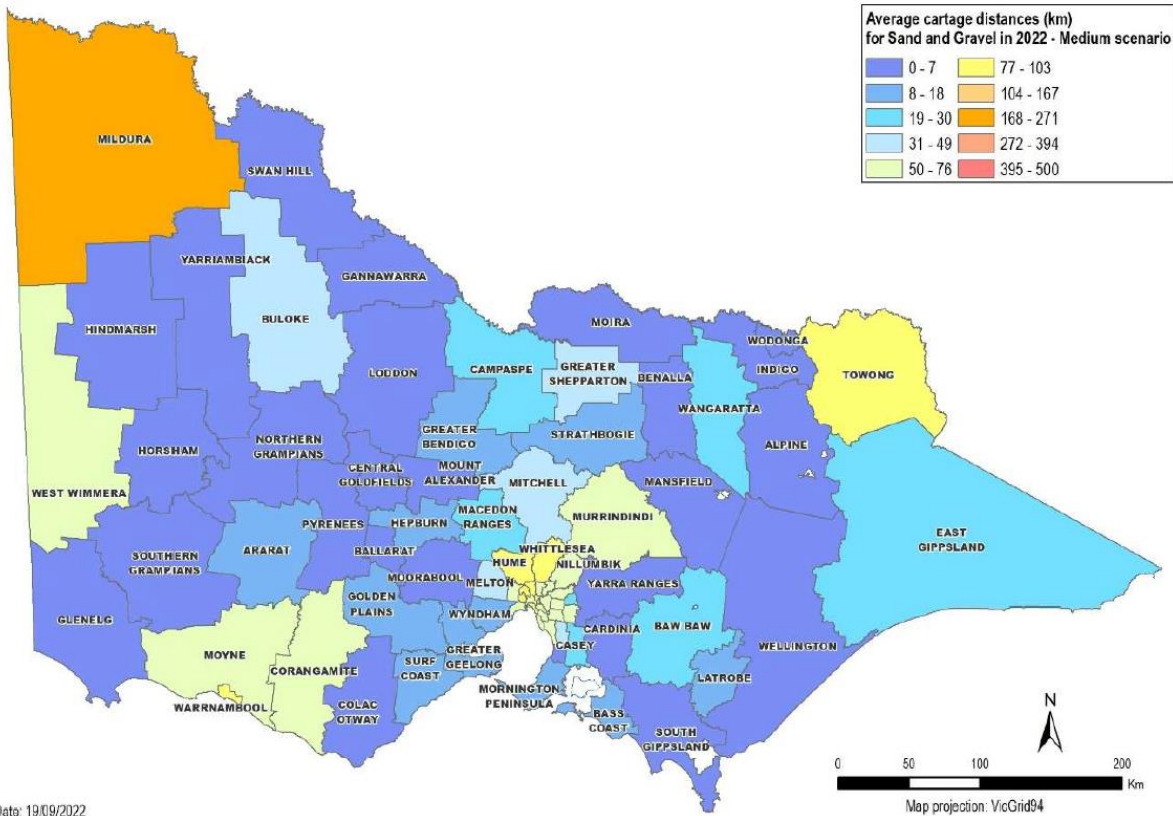 Average cartage distances (km)
for Sand and Gravel in 2022 - Medium scenario
0 - 7
77 - 103
8 - 18
104 - 167
19 - 30
168 - 271
31 - 49
272 - 394
50 - 76
395 - 500
MILDURA
SWAN HILL
YARRIAMBIACK
GANNAWARRA
HINDMARSH
BULOKE
MOIRA
WODONGA
LODDON
CAMPASPE
GREATER
SHEPPARTON
BENALLA
INDIGO
TOWONG
WANGARATTA
HORSHAM
NORTHERN
GRAMPIANS
GREATER
BENDIGO
STRATHBOGIE
ALPINE
WEST WIMMERA
CENTRAL
GOLDFIELDS
MOUNT
ALEXANDER
MITCHELL
MANSFIELD
MACEDON
RANGES
MURRINDINDI
EAST
GIPPSLAND
SOUTHERN
GRAMPIANS
ARARAT
PYRENEES
HEPBURN
BALLARAT
WHITTLESEA
HUME
NILLUMBIK
MOORABOOL
MELTON
YARRA RANGES
GLENELG
GOLDEN
PLAINS
WYNDHAM
CARDINIA
BAW BAW
MOYNE
CORANGAMITE
GREATER
GEELONG
CASEY
WELLINGTON
SURF
COAST
MORNINGTON
PENINSULA
LATROBE
WARRNAMBOOL
COLAC
OTWAY
BASS
COAST
SOUTH
GIPPSLAND
N
0 50 100 200
Km
Map projection: VicGrid94
Date: 19/09/2022